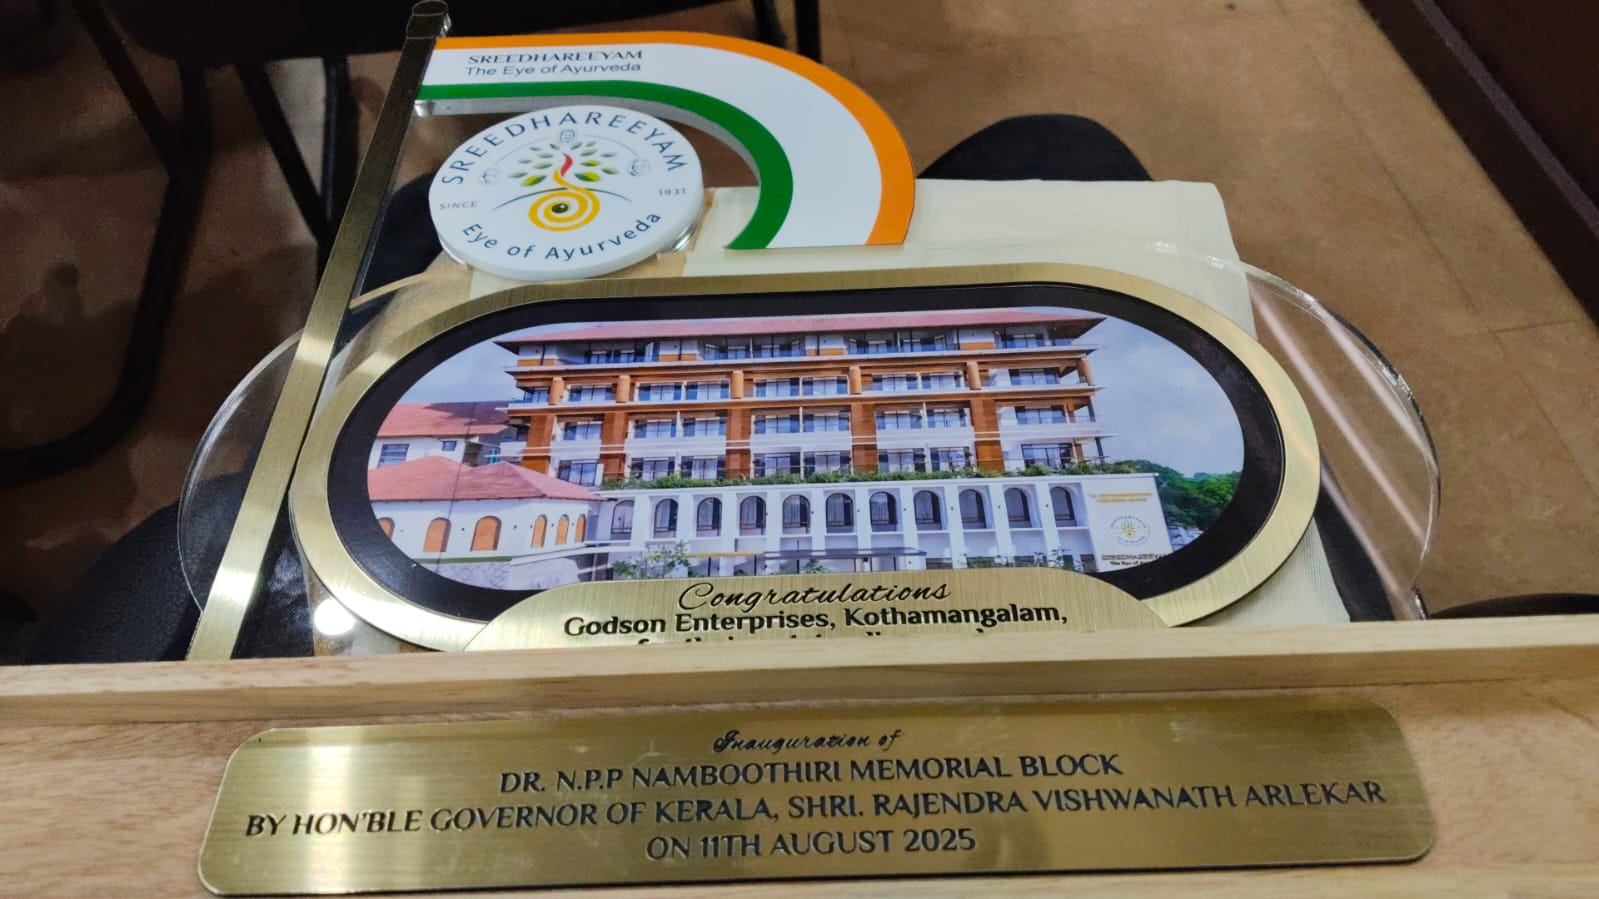 SREEDHAREEYAM
The Eye of Ayurveda
SREEDHAREEYAM
SINCE 1931
Eye of Ayurveda
SREEDHAREEYAM
Congratulations
Godson Enterprises, Kothamangalam,
Inauguration of
DR. N.P.P NAMBOOTHIRI MEMORIAL BLOCK
BY HON'BLE GOVERNOR OF KERALA, SHRI. RAJENDRA VISHWANATH ARLEKAR
ON 11TH AUGUST 2025